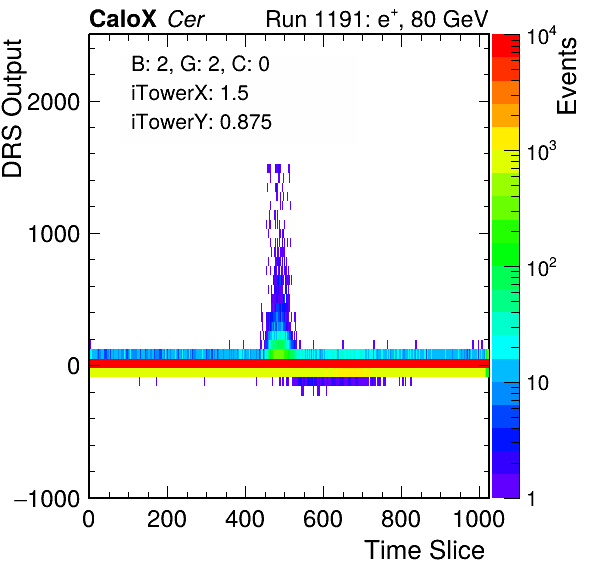 CaloX Cer Run 1191: e⁺, 80 GeV
B: 2, G: 2, C: 0
iTowerX: 1.5
iTowerY: 0.875
DRS Output
2000
1000
0
−1000
0 200 400 600 800 1000
Time Slice
10⁴
10³
10²
10
1
Events